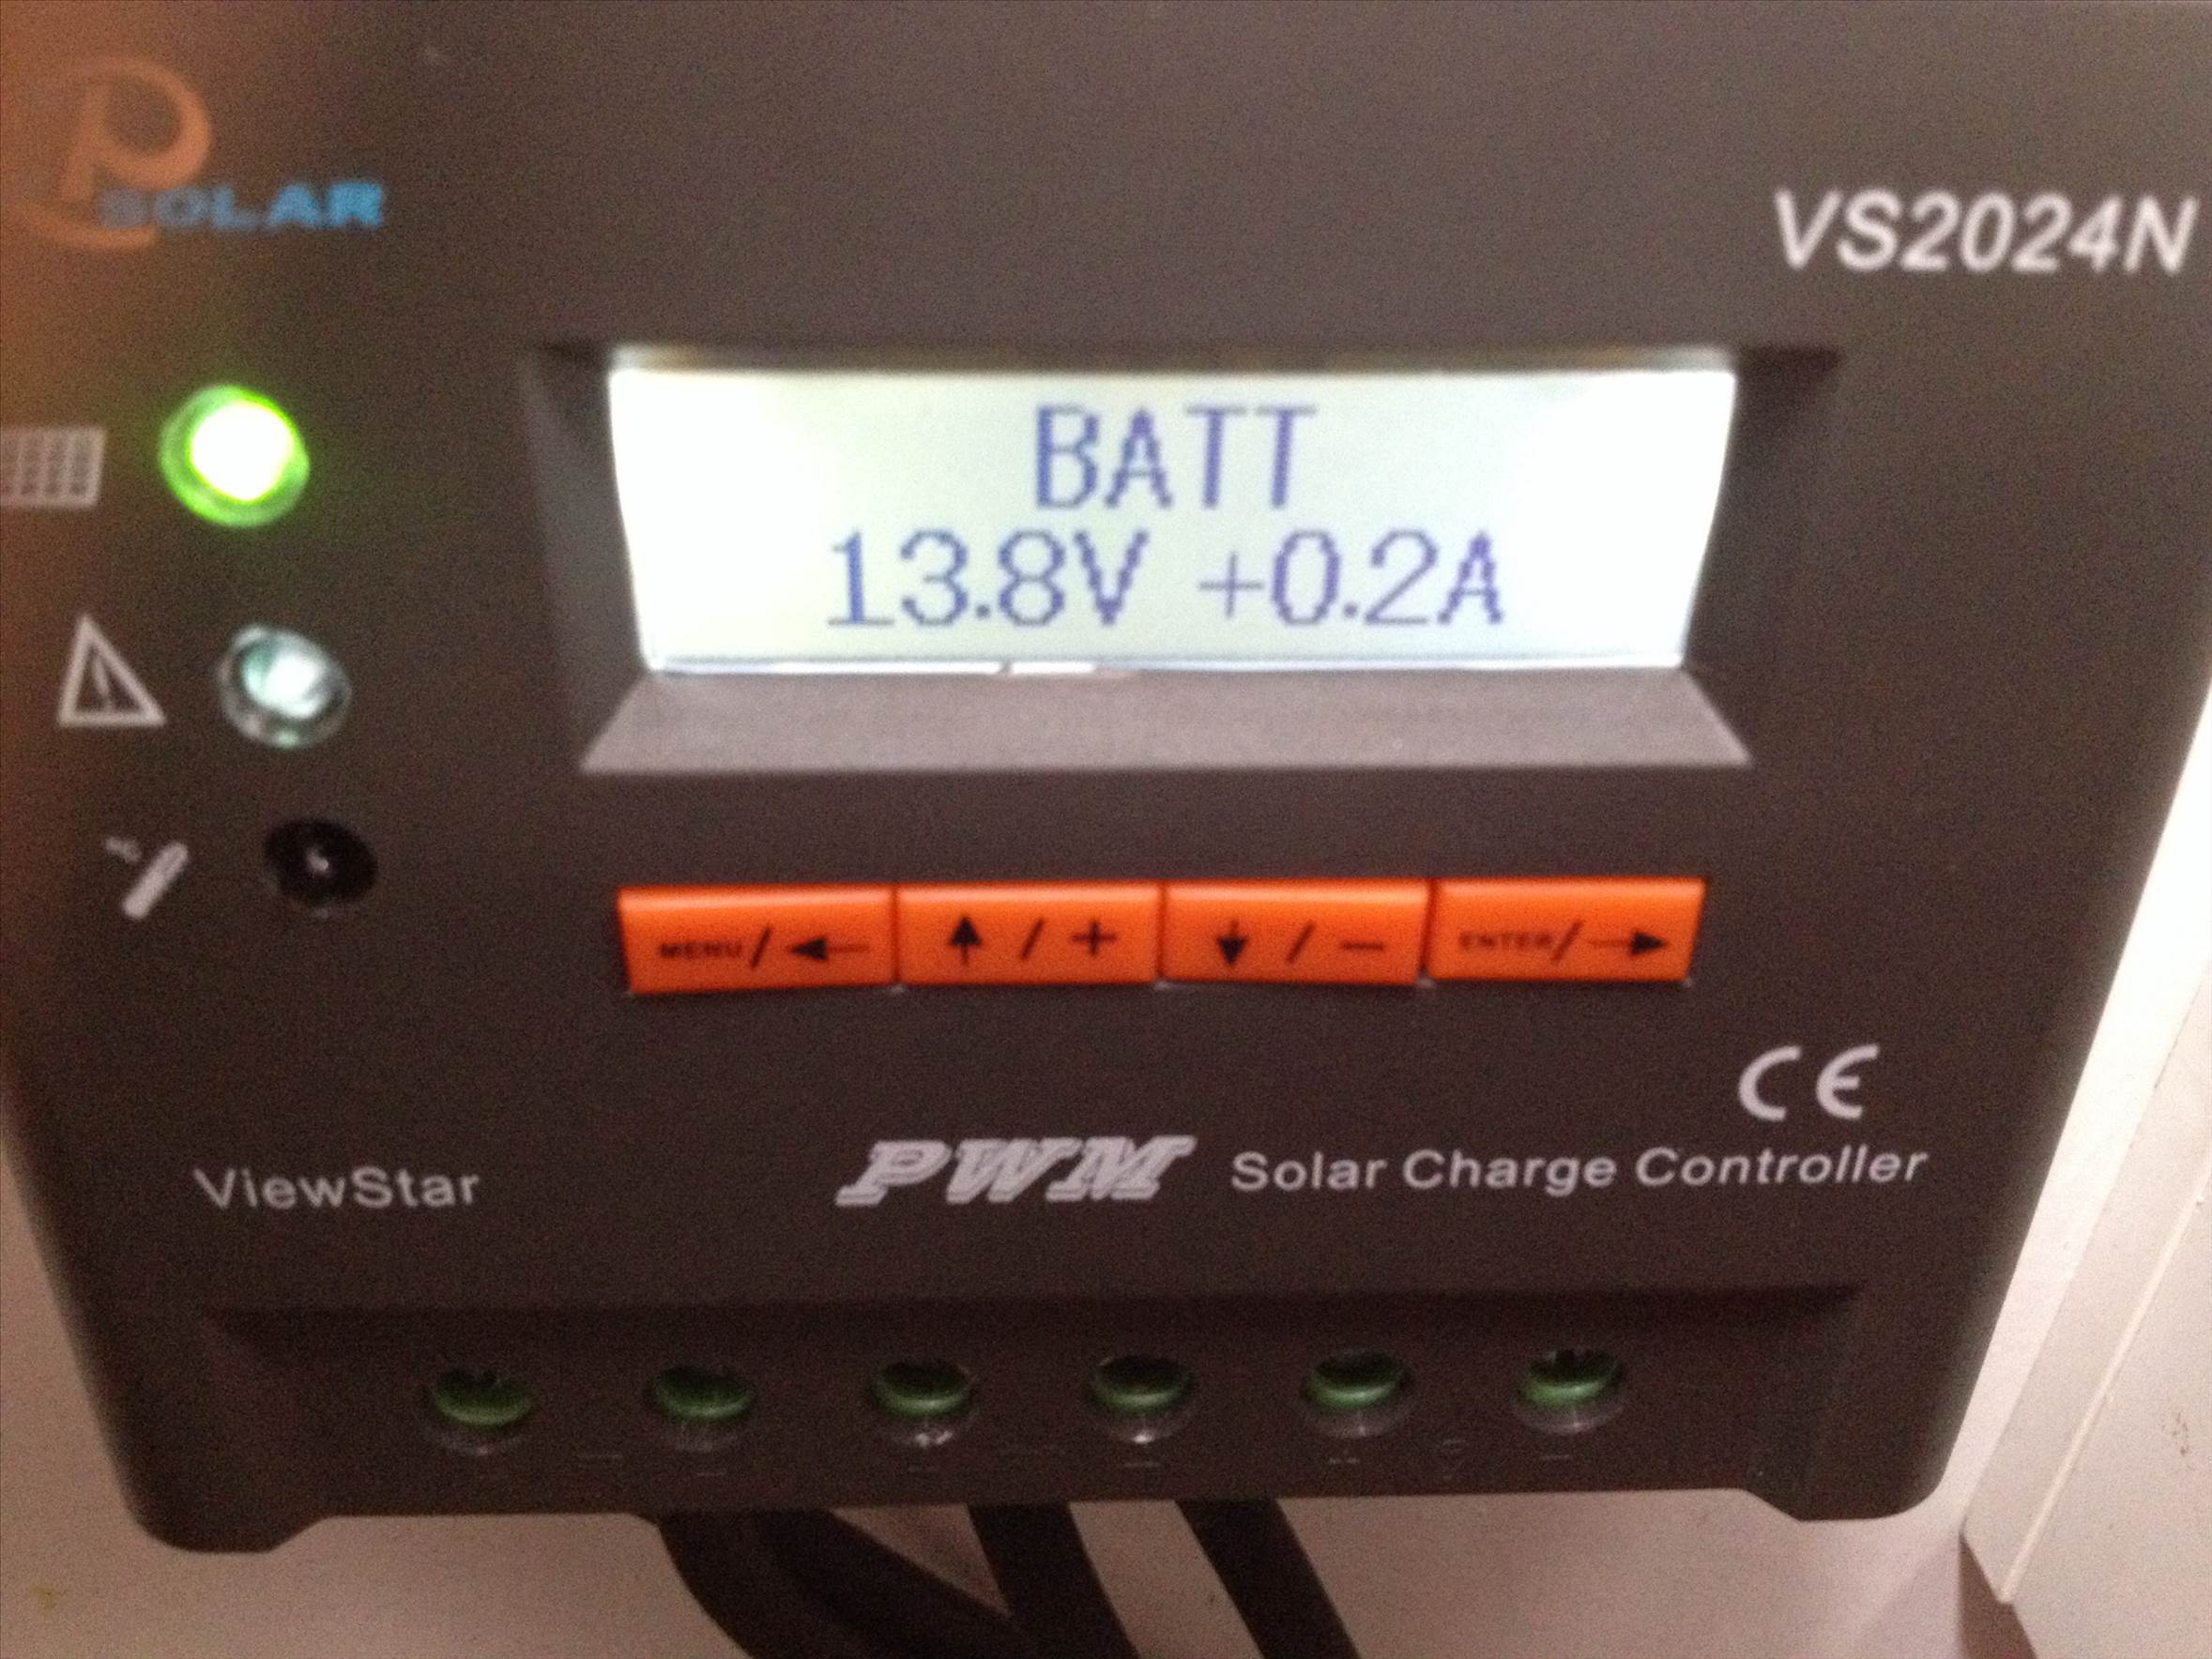 SOLAR
VS2024N
BATT
13.8V +0.2A
MENU/← ↑/+ ↓/− ENTER/→
CE
ViewStar PWM Solar Charge Controller